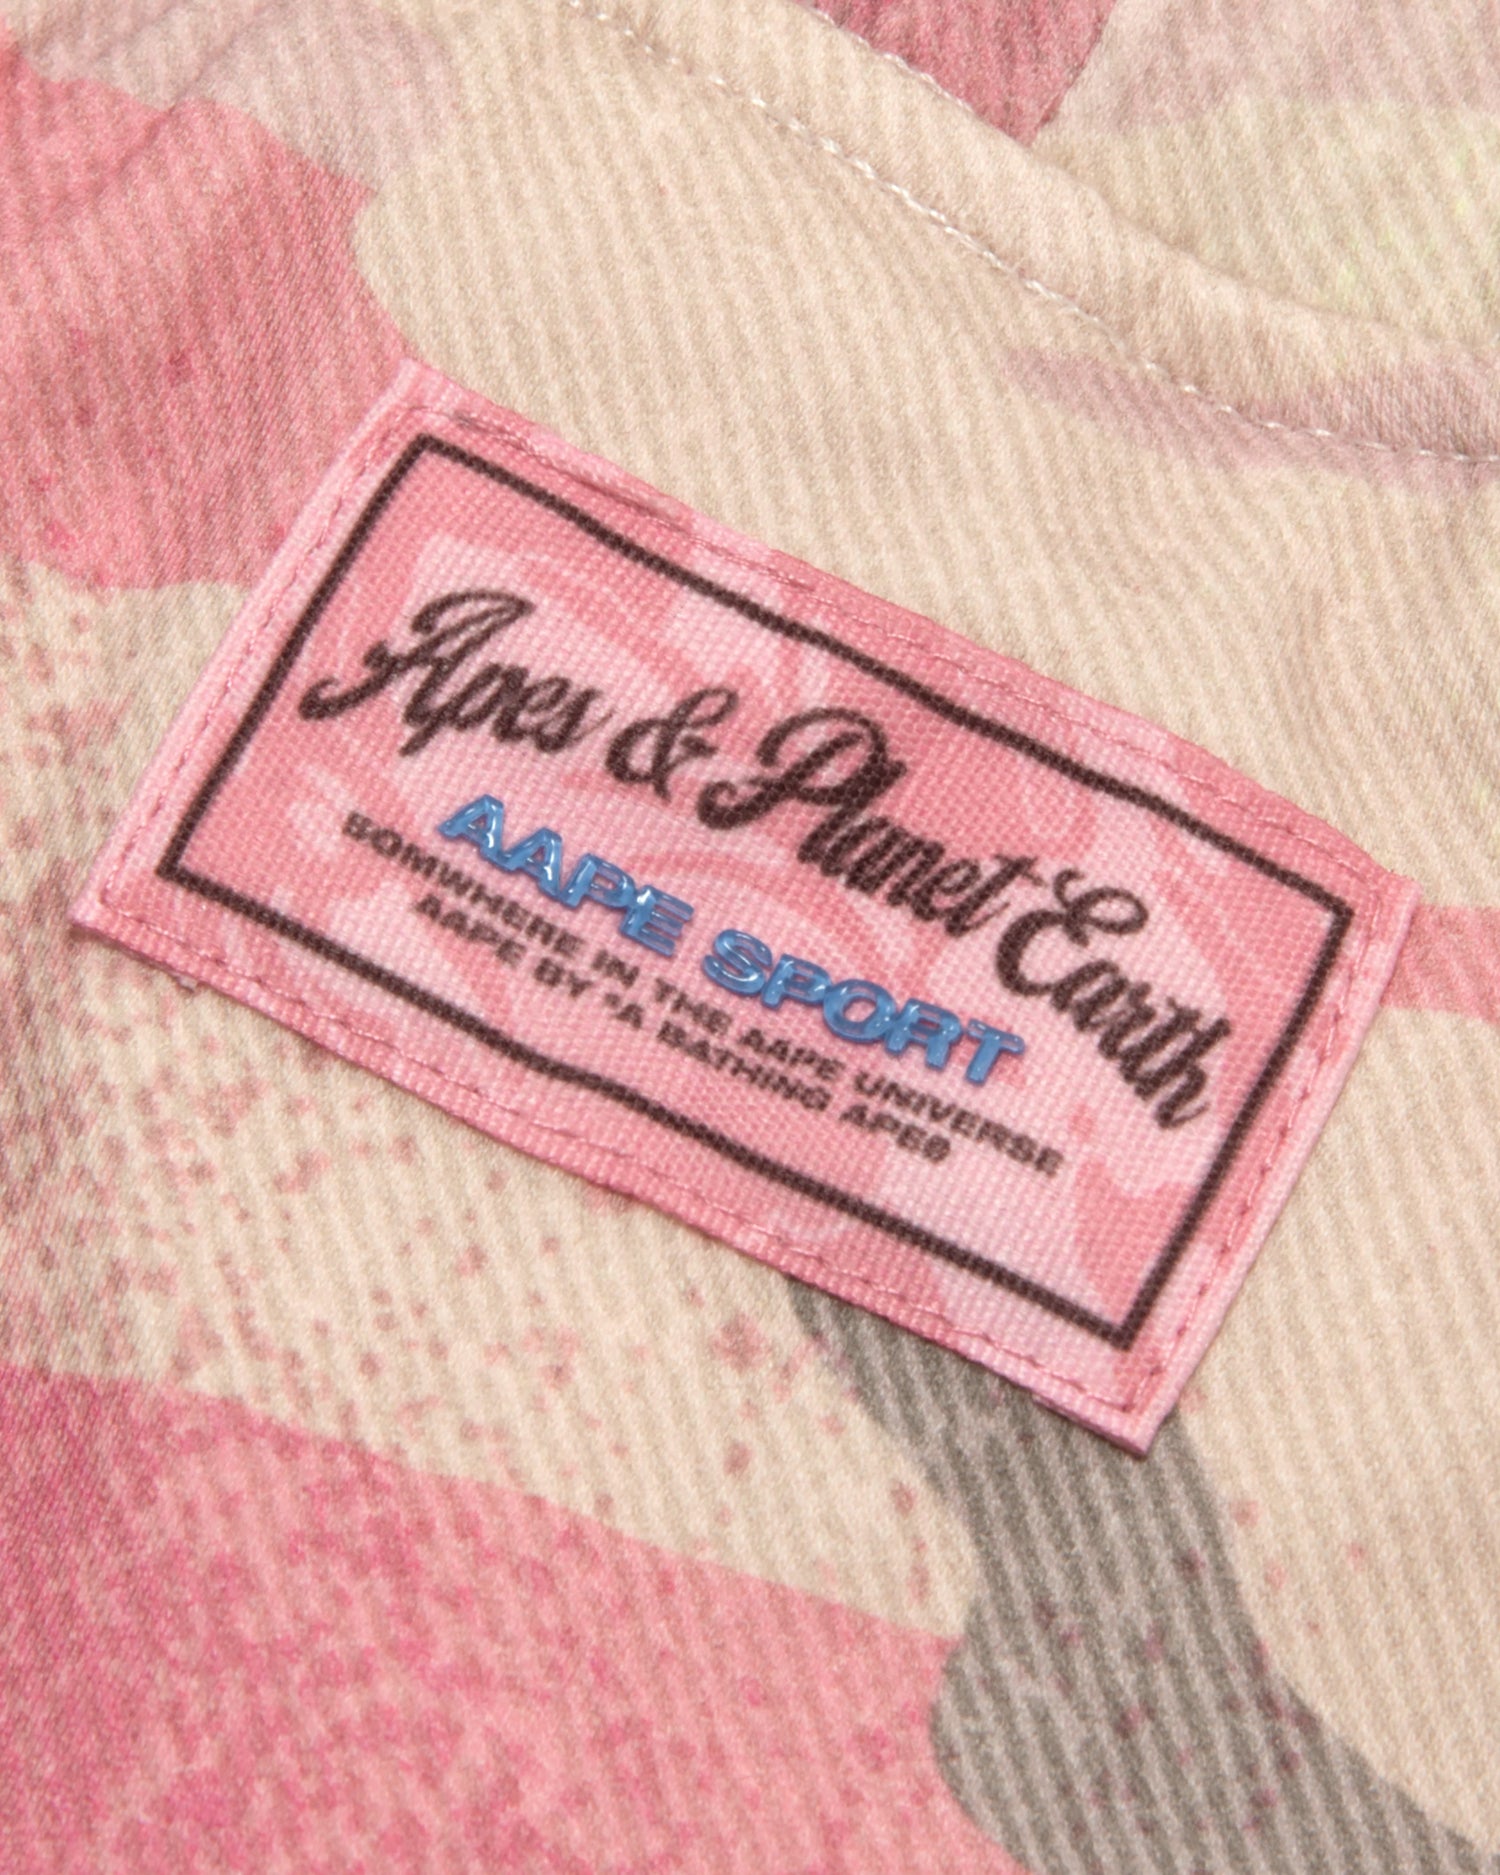 Apes & Planet Earth
AAPE SPORT
SOMWHERE IN THE AAPE UNIVERSE
AAPE BY *A BATHING APE®